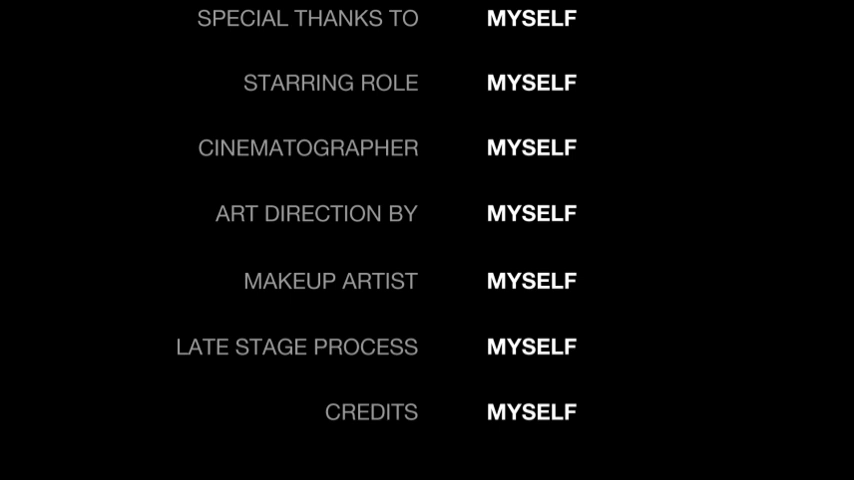 SPECIAL THANKS TO MYSELF
STARRING ROLE MYSELF
CINEMATOGRAPHER MYSELF
ART DIRECTION BY MYSELF
MAKEUP ARTIST MYSELF
LATE STAGE PROCESS MYSELF
CREDITS MYSELF